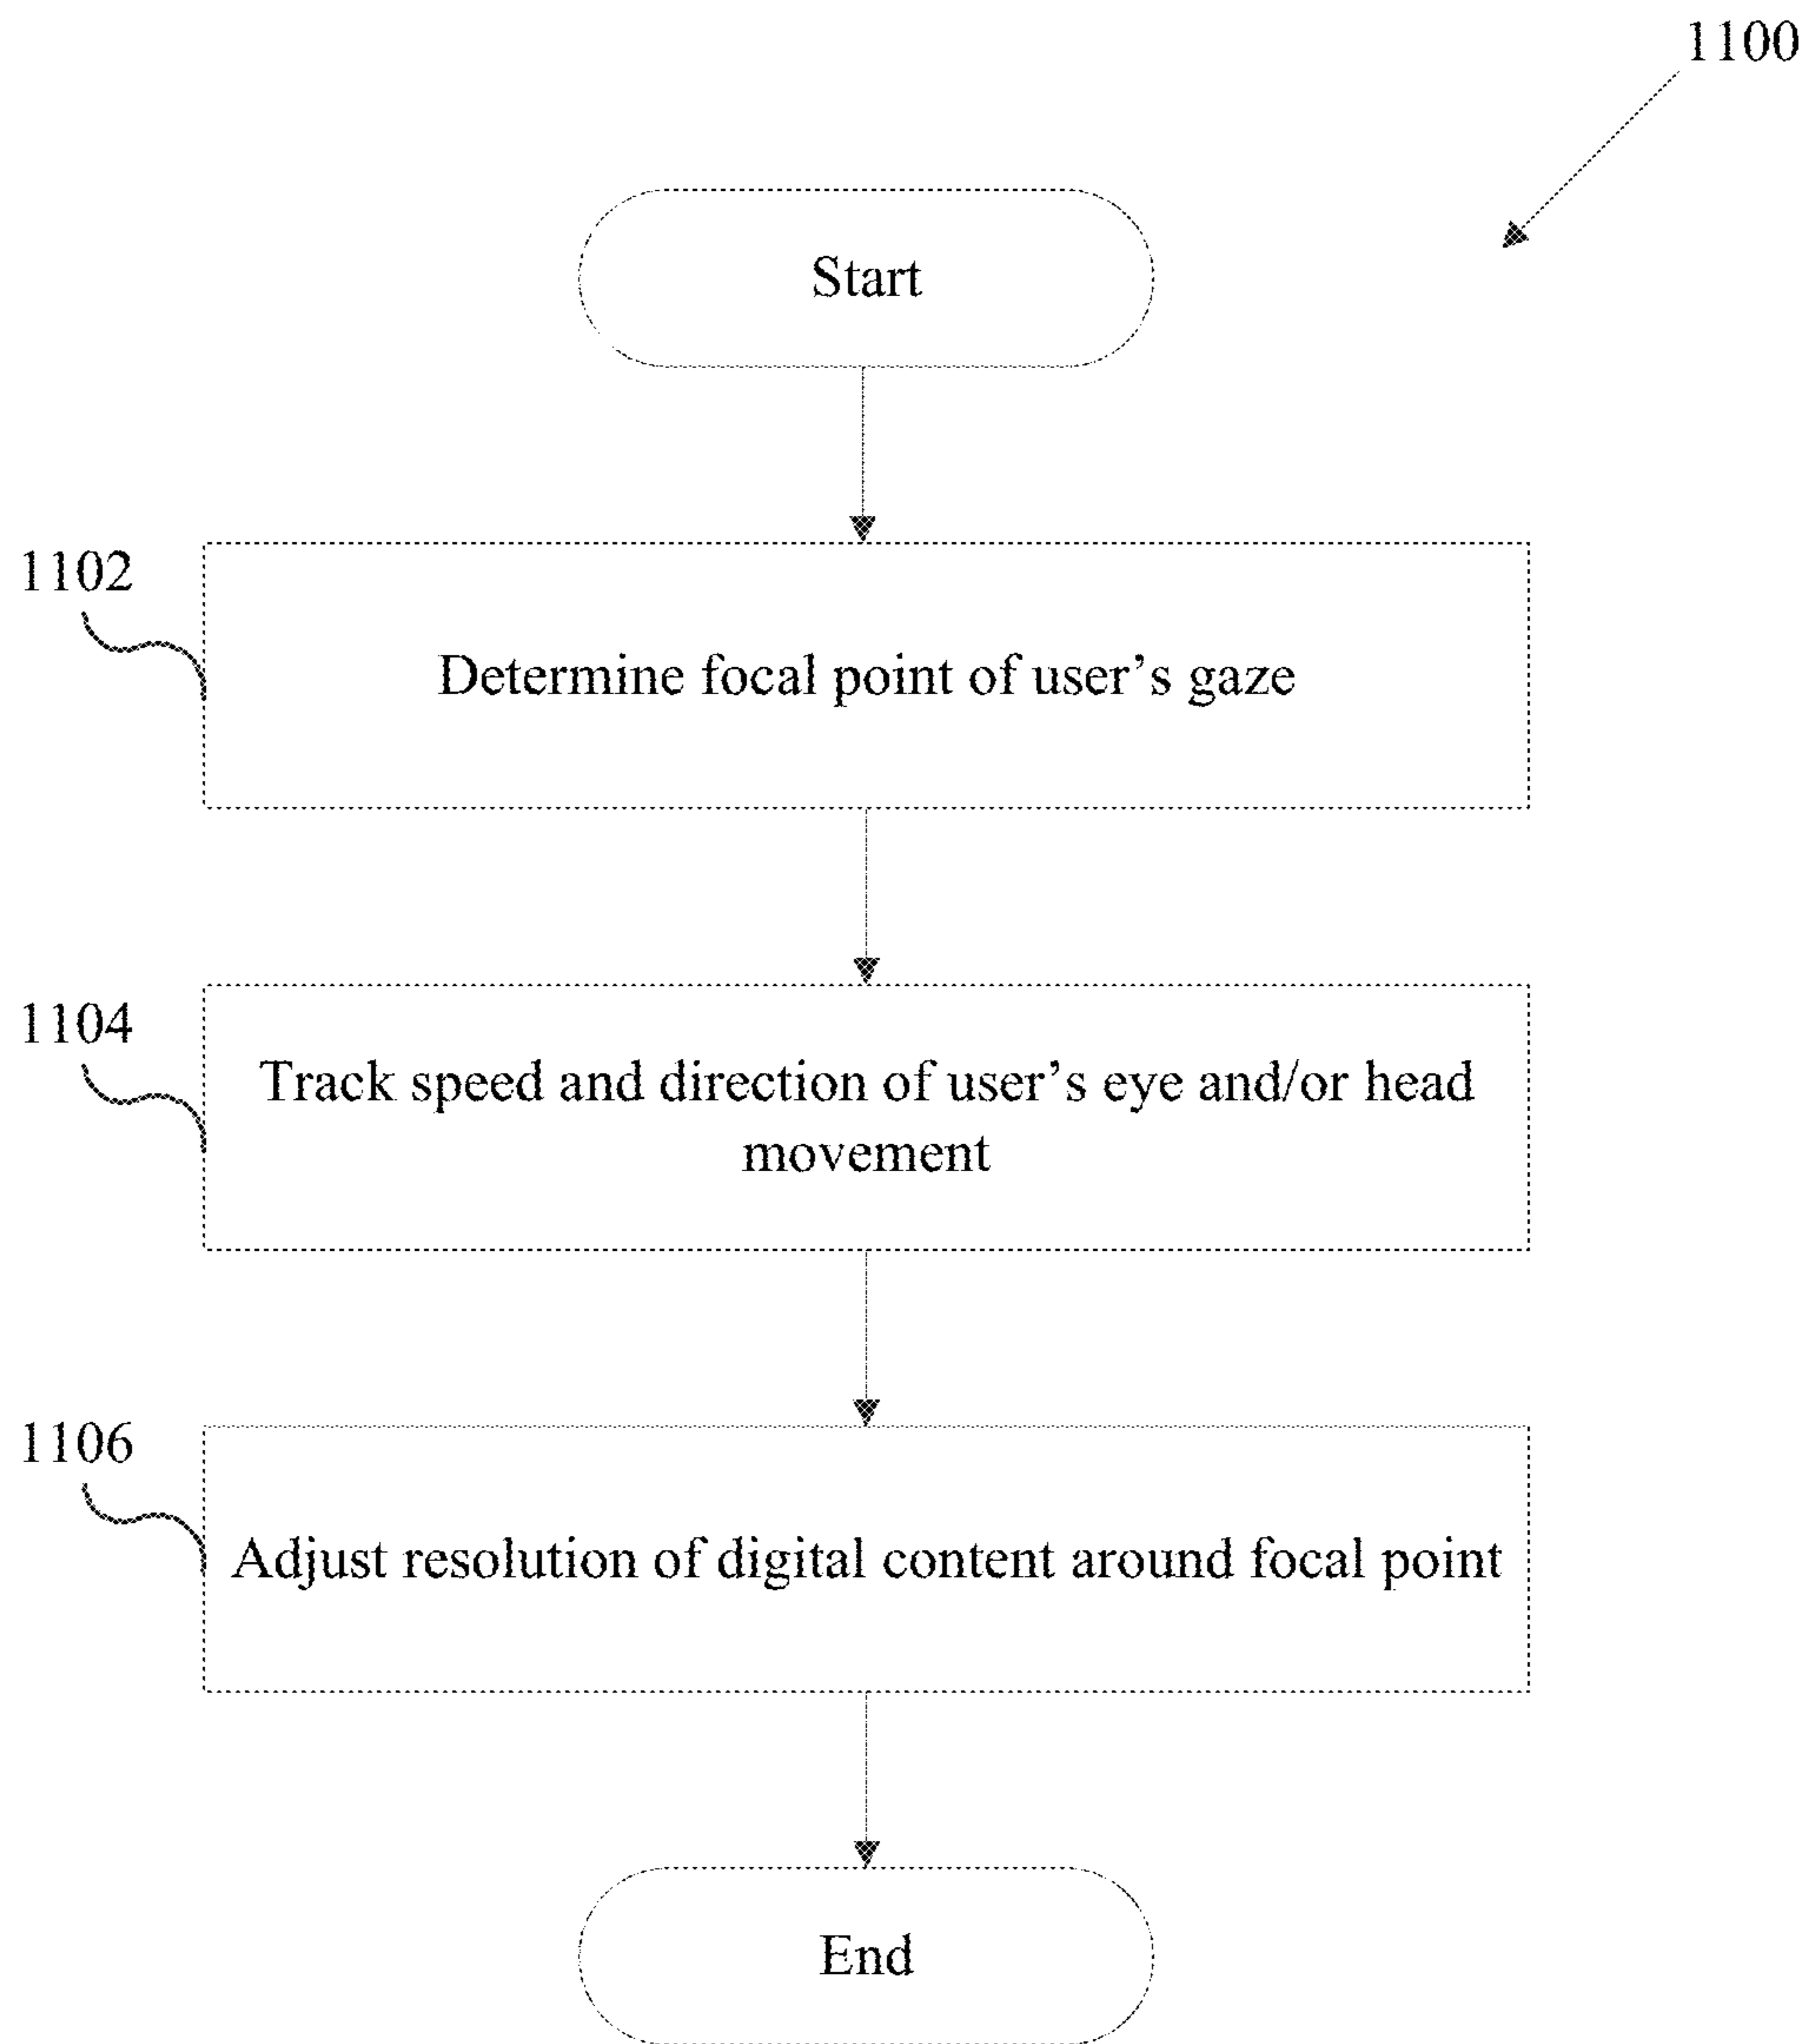 1100
Start
1102
Determine focal point of user’s gaze
1104
Track speed and direction of user’s eye and/or head
movement
1106
Adjust resolution of digital content around focal point
End